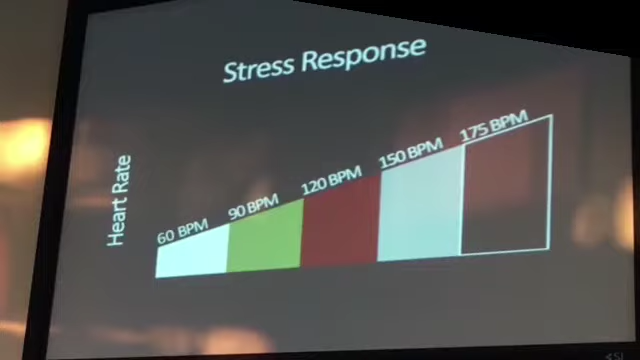 Stress Response
Heart Rate
60 BPM
90 BPM
120 BPM
150 BPM
175 BPM